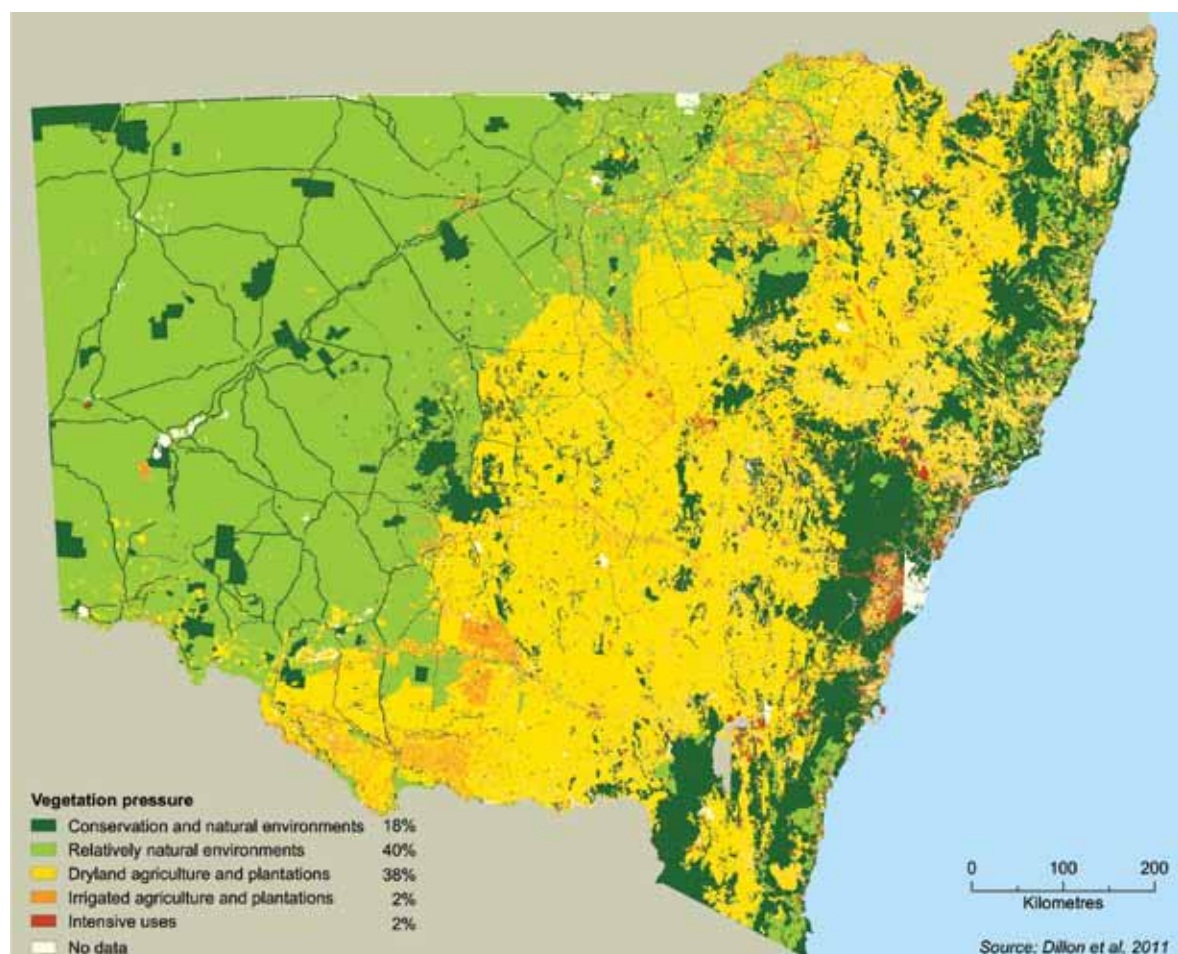 Vegetation pressure
Conservation and natural environments 18%
Relatively natural environments 40%
Dryland agriculture and plantations 38%
Irrigated agriculture and plantations 2%
Intensive uses 2%
No data
0 100 200
Kilometres
Source: Dillon et al. 2011